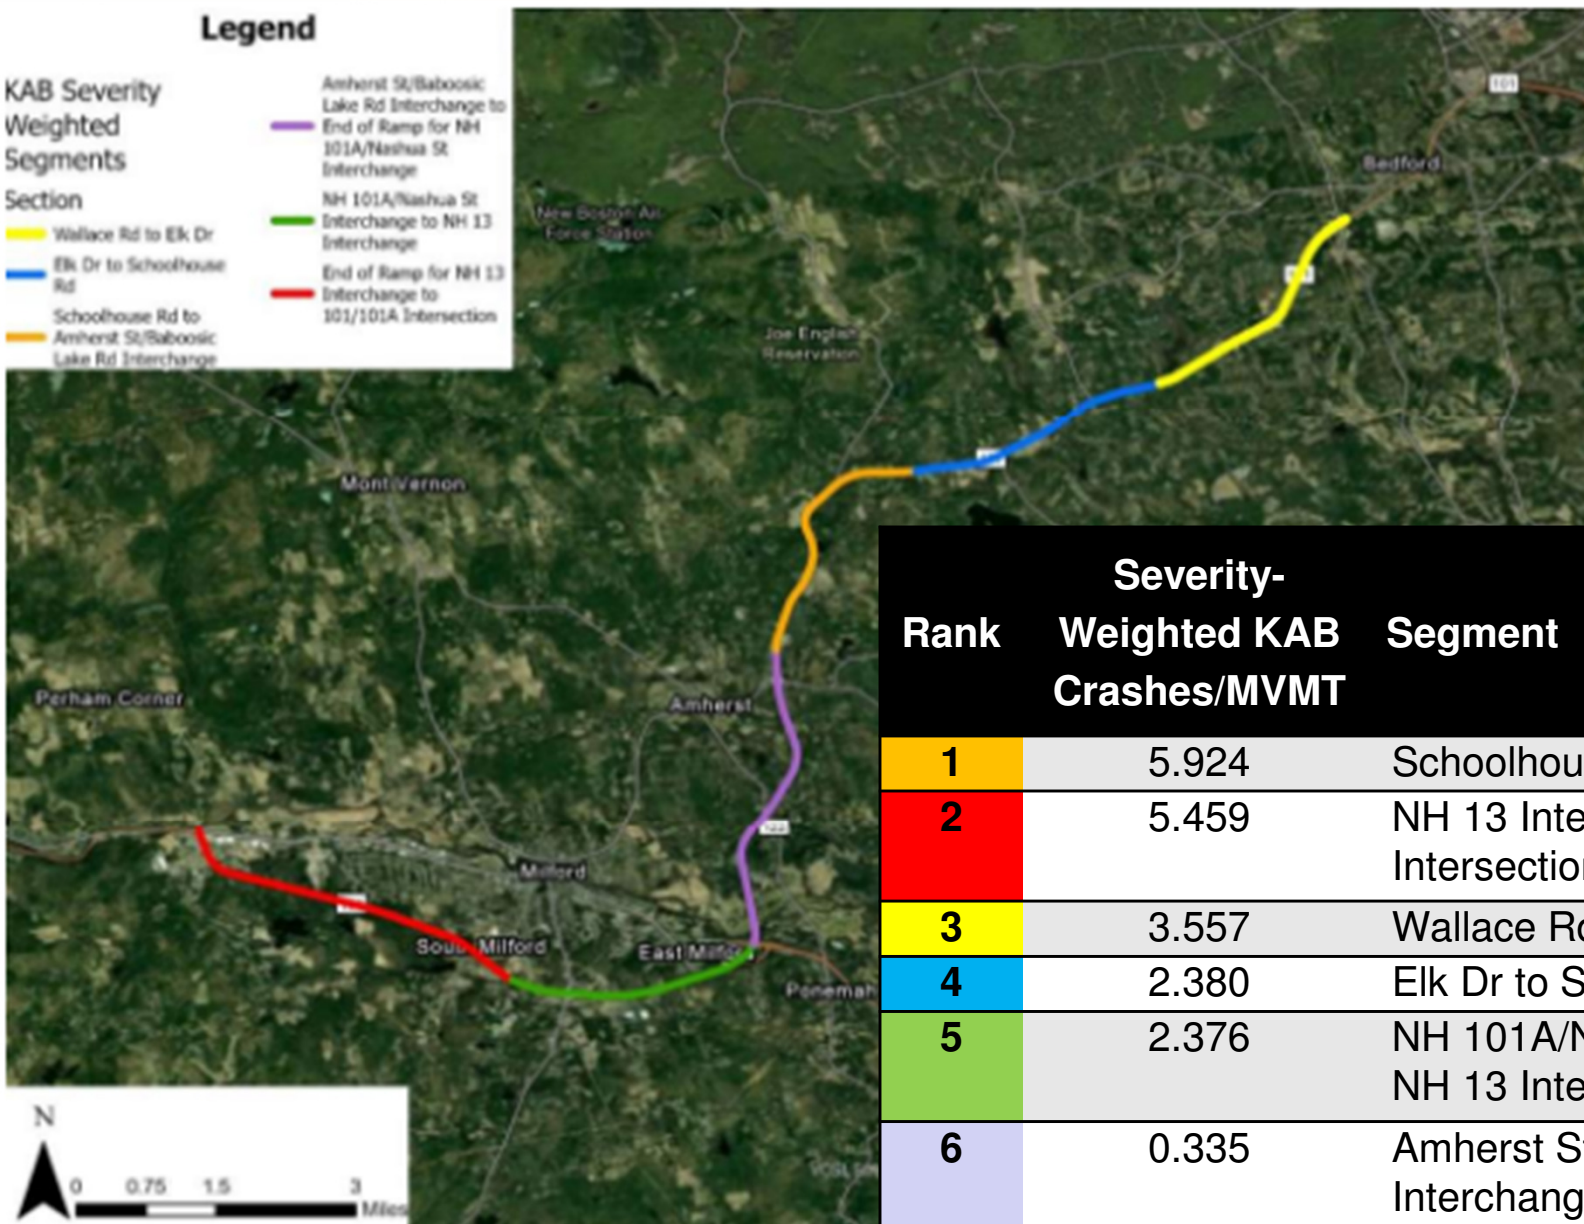 Legend
KAB Severity
Weighted
Segments
Section
Wallace Rd to Elk Dr
Elk Dr to Schoolhouse
Rd
Schoolhouse Rd to
Amherst St/Baboosic
Lake Rd Interchange
Amherst St/Baboosic
Lake Rd Interchange to
End of Ramp for NH
101A/Nashua St
Interchange
NH 101A/Nashua St
Interchange to NH 13
Interchange
End of Ramp for NH 13
Interchange to
101/101A Intersection
101
Bedford
New Boston Air
Force Station
Joe English
Reservation
Mont Vernon
Perham Corner
Amherst
Milford
South Milford
East Milford
Ponemah
N
0 0.75 1.5 3
Miles
Severity-
Rank Weighted KAB Segment
Crashes/MVMT
1 5.924 Schoolhou
2 5.459 NH 13 Inte
Intersection
3 3.557 Wallace Ro
4 2.380 Elk Dr to S
5 2.376 NH 101A/N
NH 13 Inte
6 0.335 Amherst St
Interchang